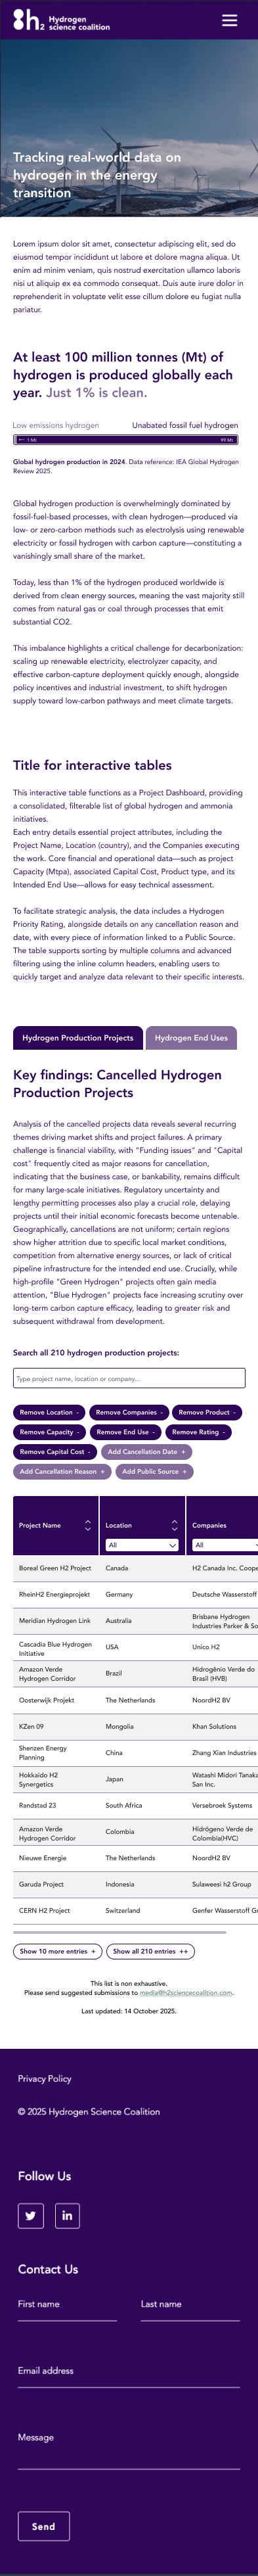 8h2 Hydrogen
science coalition
Tracking real-world data on
hydrogen in the energy
transition
Lorem ipsum dolor sit amet, consectetur adipiscing elit, sed do
eiusmod tempor incididunt ut labore et dolore magna aliqua. Ut
enim ad minim veniam, quis nostrud exercitation ullamco laboris
nisi ut aliquip ex ea commodo consequat. Duis aute irure dolor in
reprehenderit in voluptate velit esse cillum dolore eu fugiat nulla
pariatur.
At least 100 million tonnes (Mt) of
hydrogen is produced globally each
year. Just 1% is clean.
Low emissions hydrogen Unabated fossil fuel hydrogen
1 Mt 99 Mt
Global hydrogen production in 2024. Data reference: IEA Global Hydrogen
Review 2025.
Global hydrogen production is overwhelmingly dominated by
fossil-fuel-based processes, with clean hydrogen—produced via
low- or zero-carbon methods such as electrolysis using renewable
electricity or fossil hydrogen with carbon capture—constituting a
vanishingly small share of the market.
Today, less than 1% of the hydrogen produced worldwide is
derived from clean energy sources, meaning the vast majority still
comes from natural gas or coal through processes that emit
substantial CO2.
This imbalance highlights a critical challenge for decarbonization:
scaling up renewable electricity, electrolyzer capacity, and
effective carbon-capture deployment quickly enough, alongside
policy incentives and industrial investment, to shift hydrogen
supply toward low-carbon pathways and meet climate targets.
Title for interactive tables
This interactive table functions as a Project Dashboard, providing
a consolidated, filterable list of global hydrogen and ammonia
initiatives.
Each entry details essential project attributes, including the
Project Name, Location (country), and the Companies executing
the work. Core financial and operational data—such as project
Capacity (Mtpa), associated Capital Cost, Product type, and its
Intended End Use—allows for easy technical assessment.
To facilitate strategic analysis, the data includes a Hydrogen
Priority Rating, alongside details on any cancellation reason and
date, with every piece of information linked to a Public Source.
The table supports sorting by multiple columns and advanced
filtering using the inline column headers, enabling users to
quickly target and analyze data relevant to their specific interests.
Hydrogen Production Projects Hydrogen End Uses
Key findings: Cancelled Hydrogen
Production Projects
Analysis of the cancelled projects data reveals several recurring
themes driving market shifts and project failures. A primary
challenge is financial viability, with "Funding issues" and "Capital
cost" frequently cited as major reasons for cancellation,
indicating that the business case, or bankability, remains difficult
for many large-scale initiatives. Regulatory uncertainty and
lengthy permitting processes also play a crucial role, delaying
projects until their initial economic forecasts become untenable.
Geographically, cancellations are not uniform; certain regions
show higher attrition due to specific local market conditions,
competition from alternative energy sources, or lack of critical
pipeline infrastructure for the intended end use. Crucially, while
high-profile "Green Hydrogen" projects often gain media
attention, "Blue Hydrogen" projects face increasing scrutiny over
long-term carbon capture efficacy, leading to greater risk and
subsequent withdrawal from development.
Search all 210 hydrogen production projects:
Type project name, location or company...
Remove Location - Remove Companies - Remove Product -
Remove Capacity - Remove End Use - Remove Rating -
Remove Capital Cost - Add Cancellation Date +
Add Cancellation Reason + Add Public Source +
Project Name Location Companies
All All
Boreal Green H2 Project Canada H2 Canada Inc. Coope
RheinH2 Energieprojekt Germany Deutsche Wasserstoff
Meridian Hydrogen Link Australia Brisbane Hydrogen
Industries Parker & So
Cascadia Blue Hydrogen
Initiative USA Unico H2
Amazon Verde
Hydrogen Corridor Brazil Hidrogênio Verde do
Brasil (HVB)
Oosterwijk Projekt The Netherlands NoordH2 BV
KZen 09 Mongolia Khan Solutions
Shenzen Energy
Planning China Zhang Xian Industries
Hokkaido H2
Synergetics Japan Watashi Midori Tanaka
San Inc.
Randstad 23 South Africa Versebroek Systems
Amazon Verde
Hydrogen Corridor Colombia Hidrógeno Verde de
Colombia(HVC)
Nieuwe Energie The Netherlands NoordH2 BV
Garuda Project Indonesia Sulaweesi h2 Group
CERN H2 Project Switzerland Genfer Wasserstoff G
Show 10 more entries + Show all 210 entries ++
This list is non exhaustive.
Please send suggested submissions to media@h2sciencecoalition.com.
Last updated: 14 October 2025.
Privacy Policy
© 2025 Hydrogen Science Coalition
Follow Us
in
Contact Us
First name Last name
Email address
Message
Send